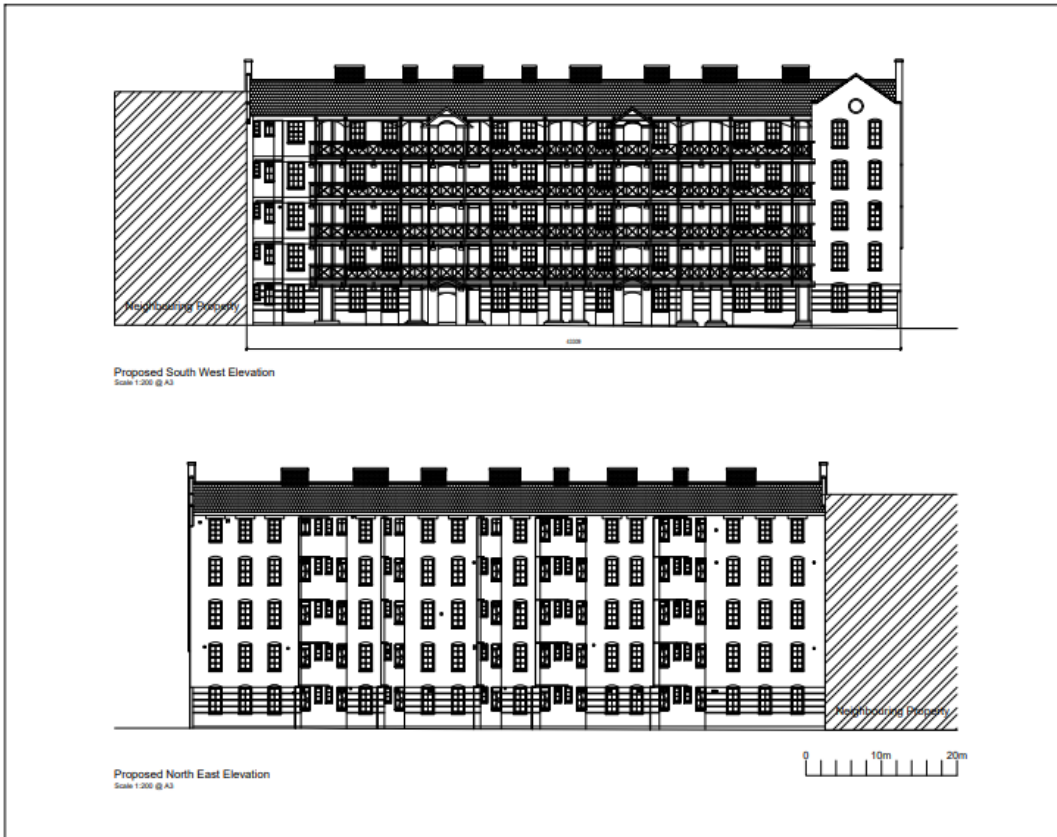 Neighbouring Property
Proposed South West Elevation
Scale 1:200 @ A3
Neighbouring Property
0 10m 20m
Proposed North East Elevation
Scale 1:200 @ A3